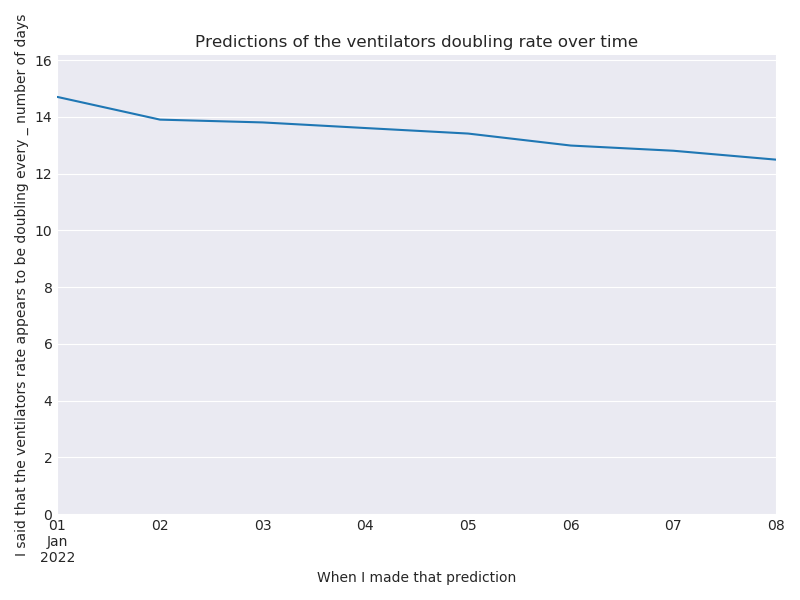 Predictions of the ventilators doubling rate over time
I said that the ventilators rate appears to be doubling every _ number of days
16
14
12
10
8
6
4
2
0
01 02 03 04 05 06 07 08
Jan
2022
When I made that prediction